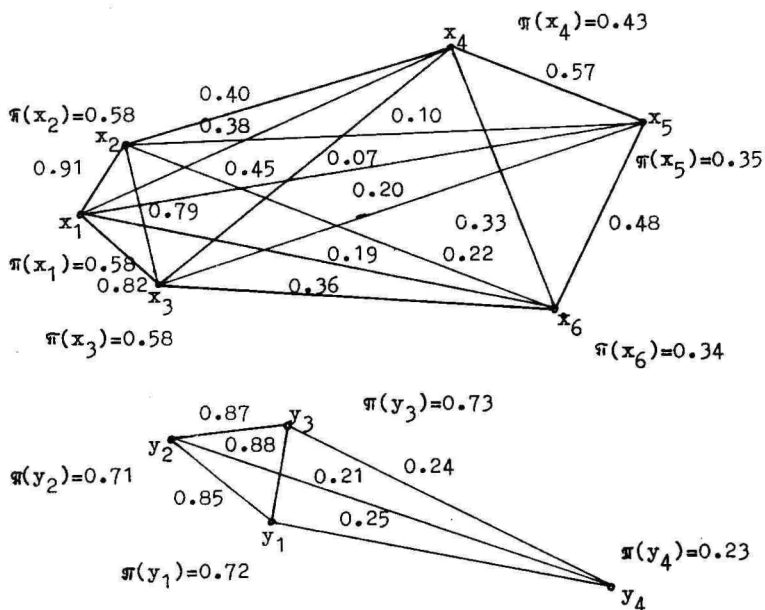 π(x4)=0.43
x4
0.57
0.40
π(x2)=0.58
0.38
0.10
x5
x2
π(x5)=0.35
0.91
0.45
0.07
0.20
x1
0.79
0.33
0.48
π(x1)=0.58
0.19
0.22
0.82
x3
0.36
x6
π(x3)=0.58
π(x6)=0.34
π(y3)=0.73
0.87
y3
y2
0.88
π(y2)=0.71
0.21
0.24
0.85
0.25
y1
π(y4)=0.23
π(y1)=0.72
y4